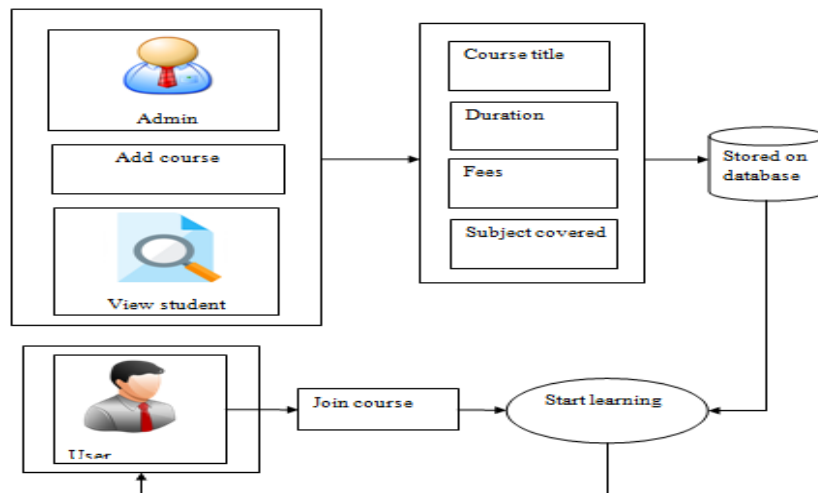 Admin
Add course
View student
Course title
Duration
Fees
Subject covered
Stored on
database
User
Join course
Start learning